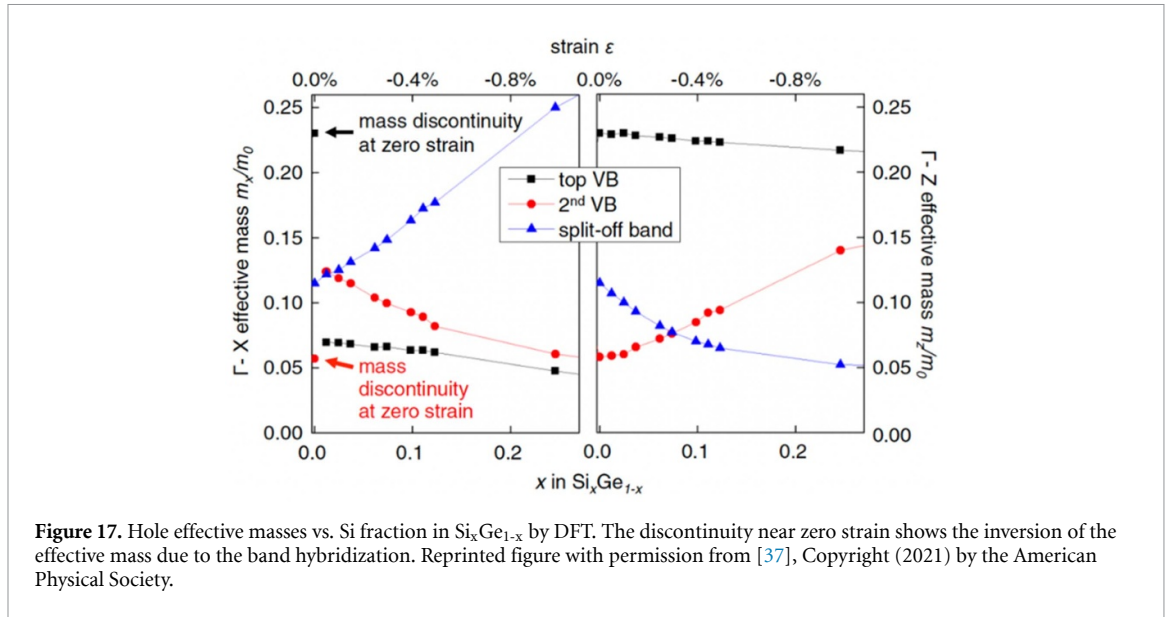 strain ε
0.0% -0.4% -0.8% 0.0% -0.4% -0.8%
0.25 0.20 0.15 0.10 0.05 0.00
Γ - X effective mass mₓ/m₀
mass discontinuity
at zero strain
top VB
2ⁿᵈ VB
split-off band
mass
discontinuity
at zero strain
0.25 0.20 0.15 0.10 0.05 0.00
Γ - Z effective mass m_z/m₀
0.0 0.1 0.2 0.0 0.1 0.2
x in SiₓGe₁₋ₓ
Figure 17. Hole effective masses vs. Si fraction in SiₓGe₁₋ₓ by DFT. The discontinuity near zero strain shows the inversion of the
effective mass due to the band hybridization. Reprinted figure with permission from [37], Copyright (2021) by the American
Physical Society.